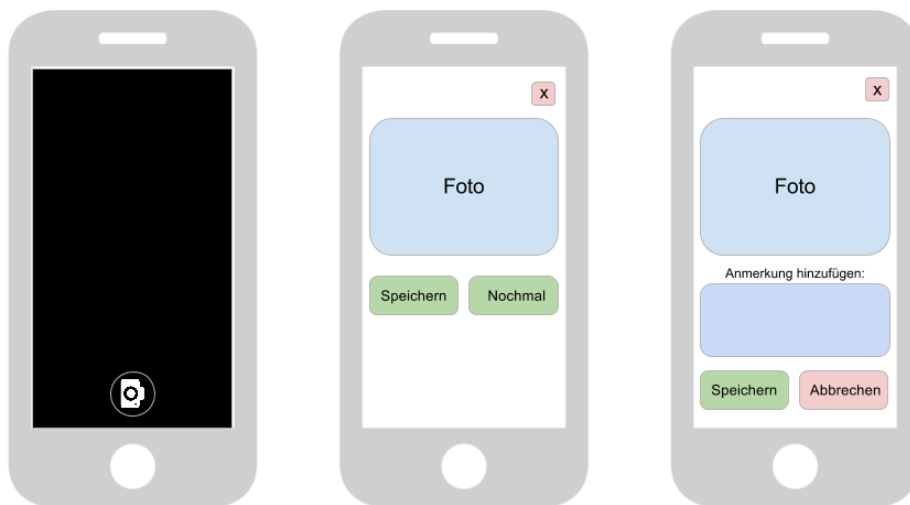 x
Foto
Speichern Nochmal
x
Foto
Anmerkung hinzufügen:
Speichern Abbrechen